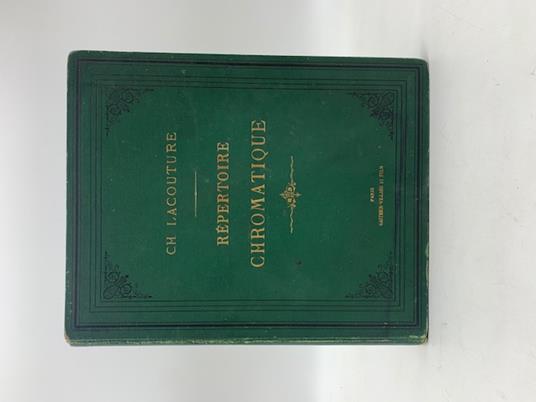 CH LACOUTURE
RÉPERTOIRE
CHROMATIQUE
PARIS
GAUTHIER-VILLARS ET FILS